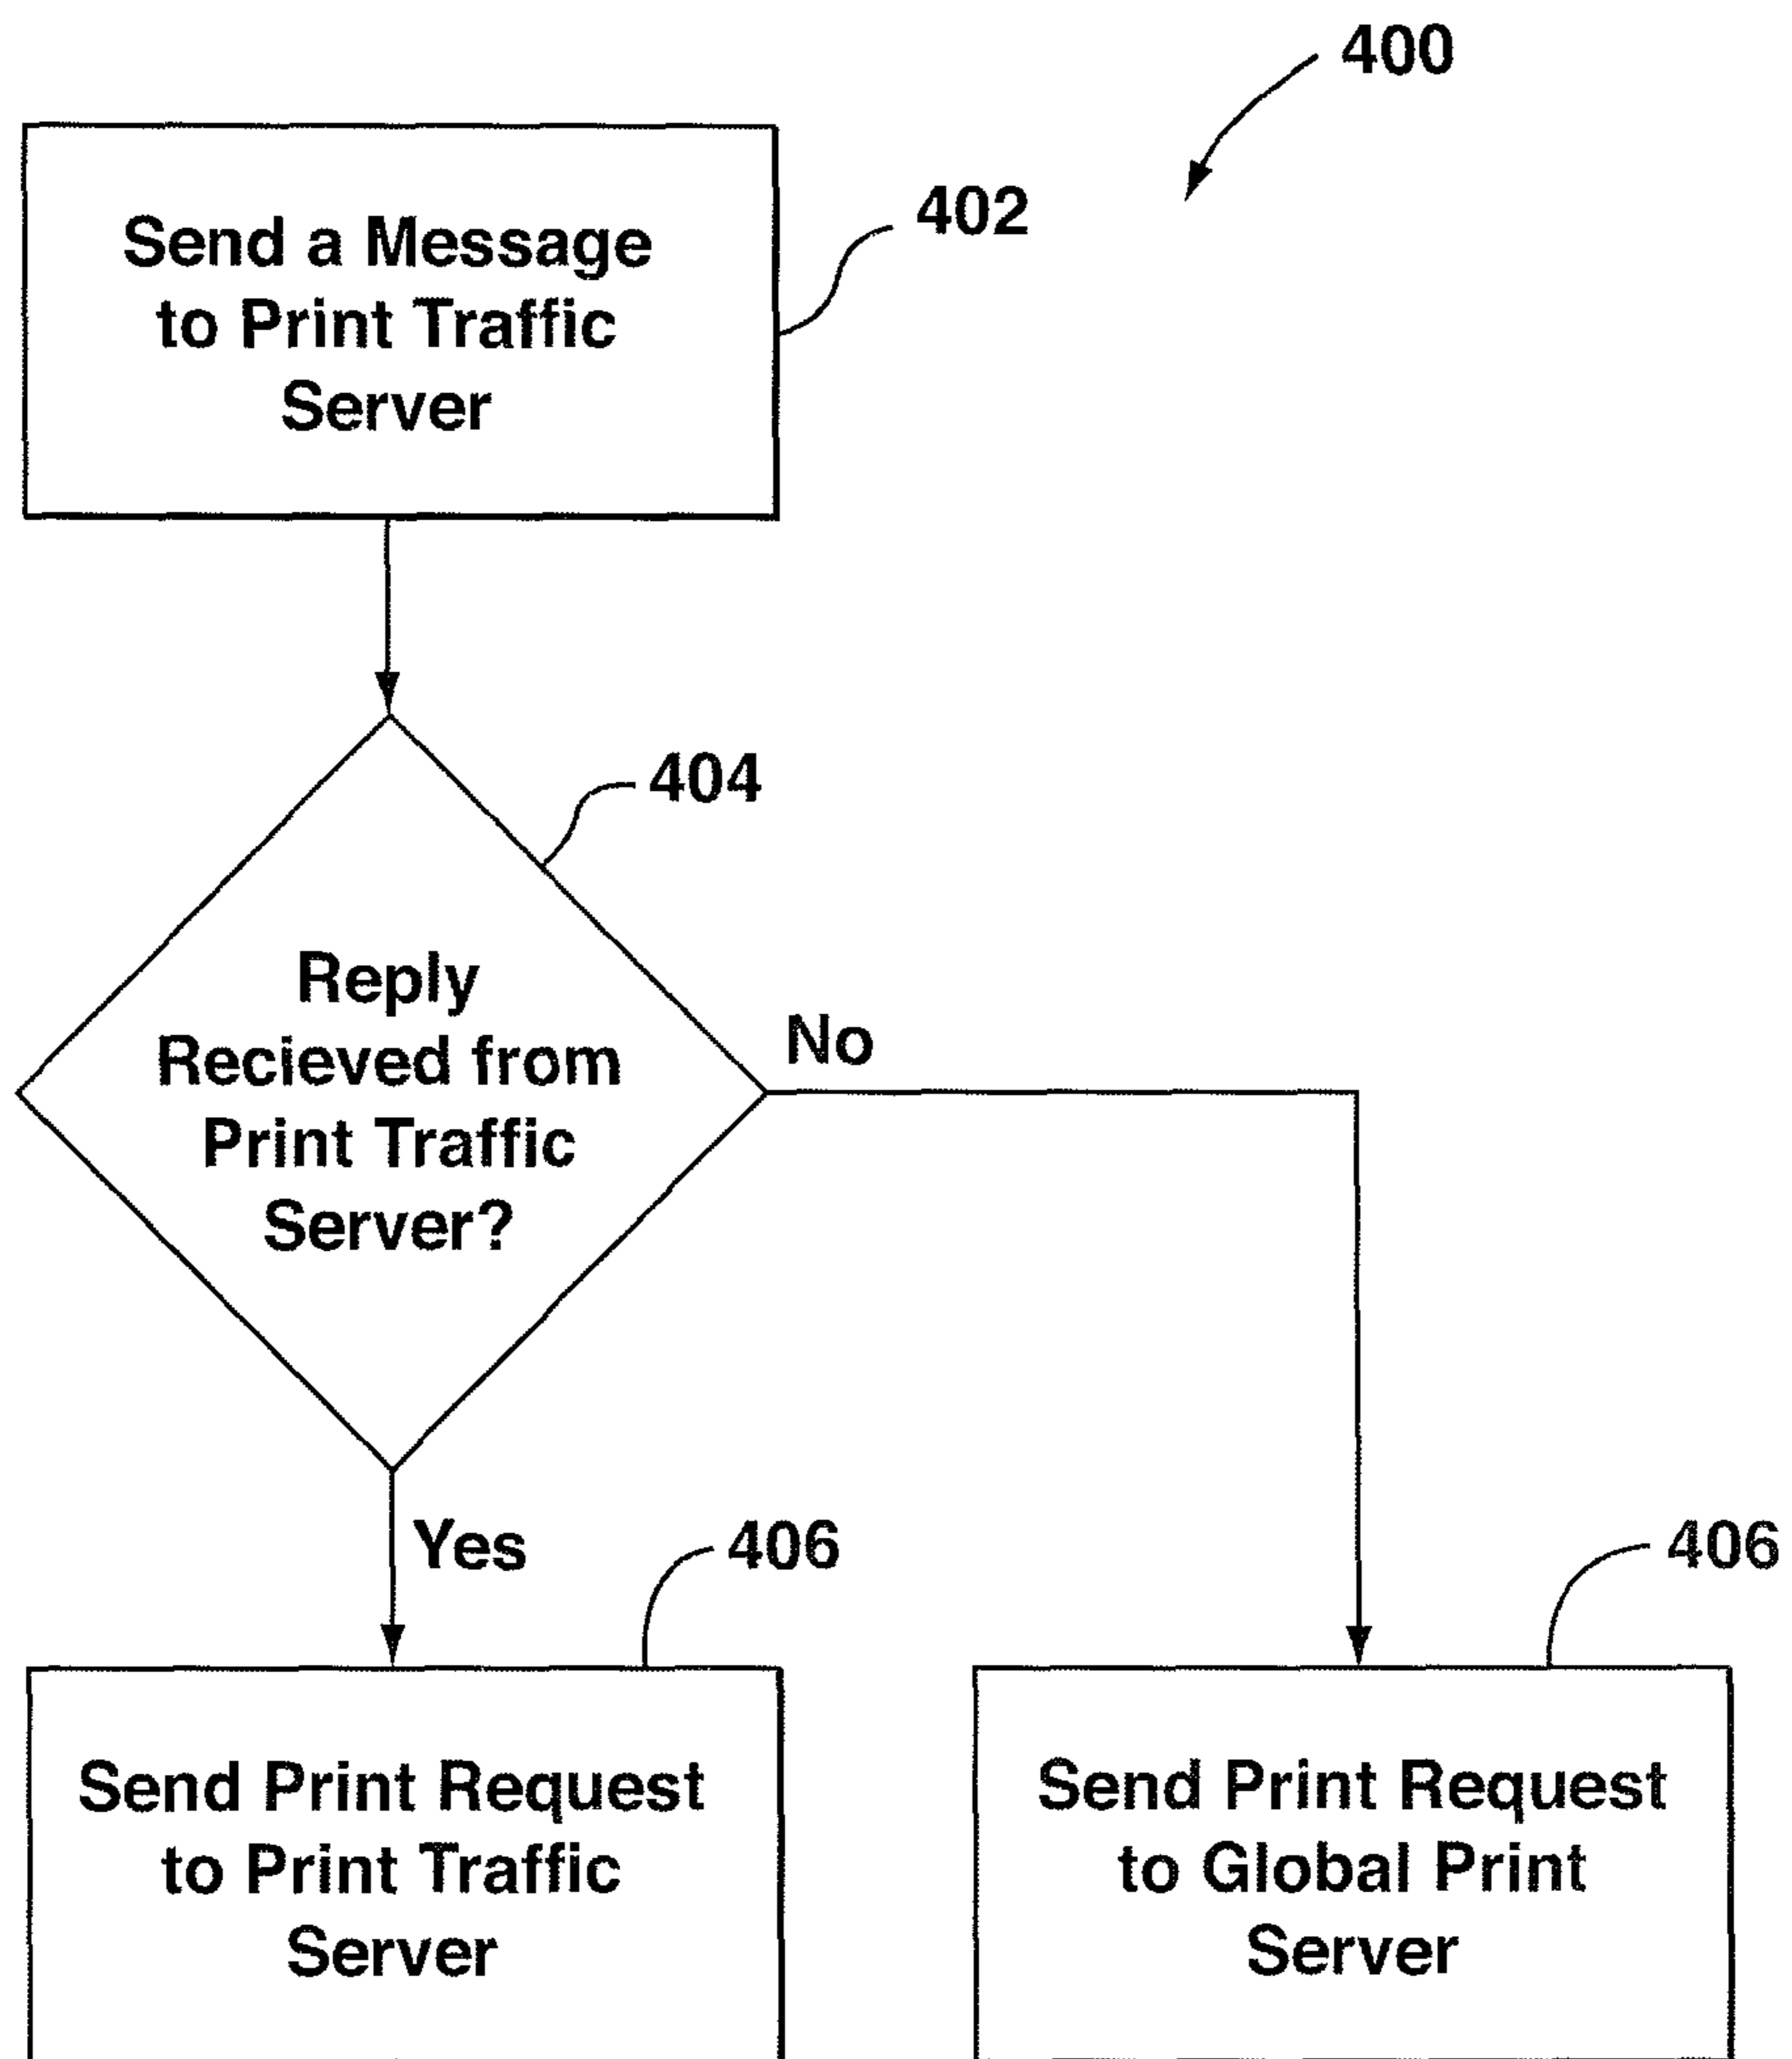 400
402
Send a Message
to Print Traffic
Server
404
Reply
Recieved from
Print Traffic
Server?
No
Yes
406
406
Send Print Request
to Print Traffic
Server
Send Print Request
to Global Print
Server